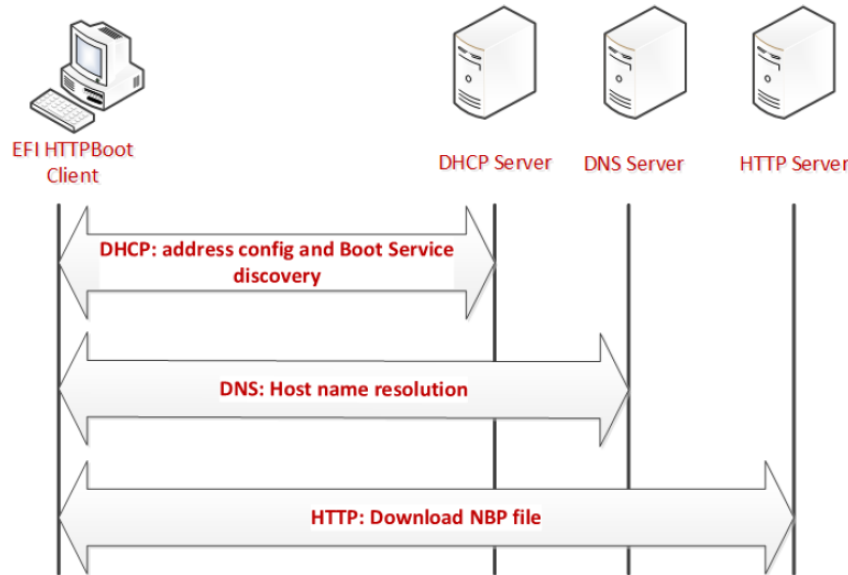 EFI HTTPBoot
Client
DHCP Server
DNS Server
HTTP Server
DHCP: address config and Boot Service
discovery
DNS: Host name resolution
HTTP: Download NBP file